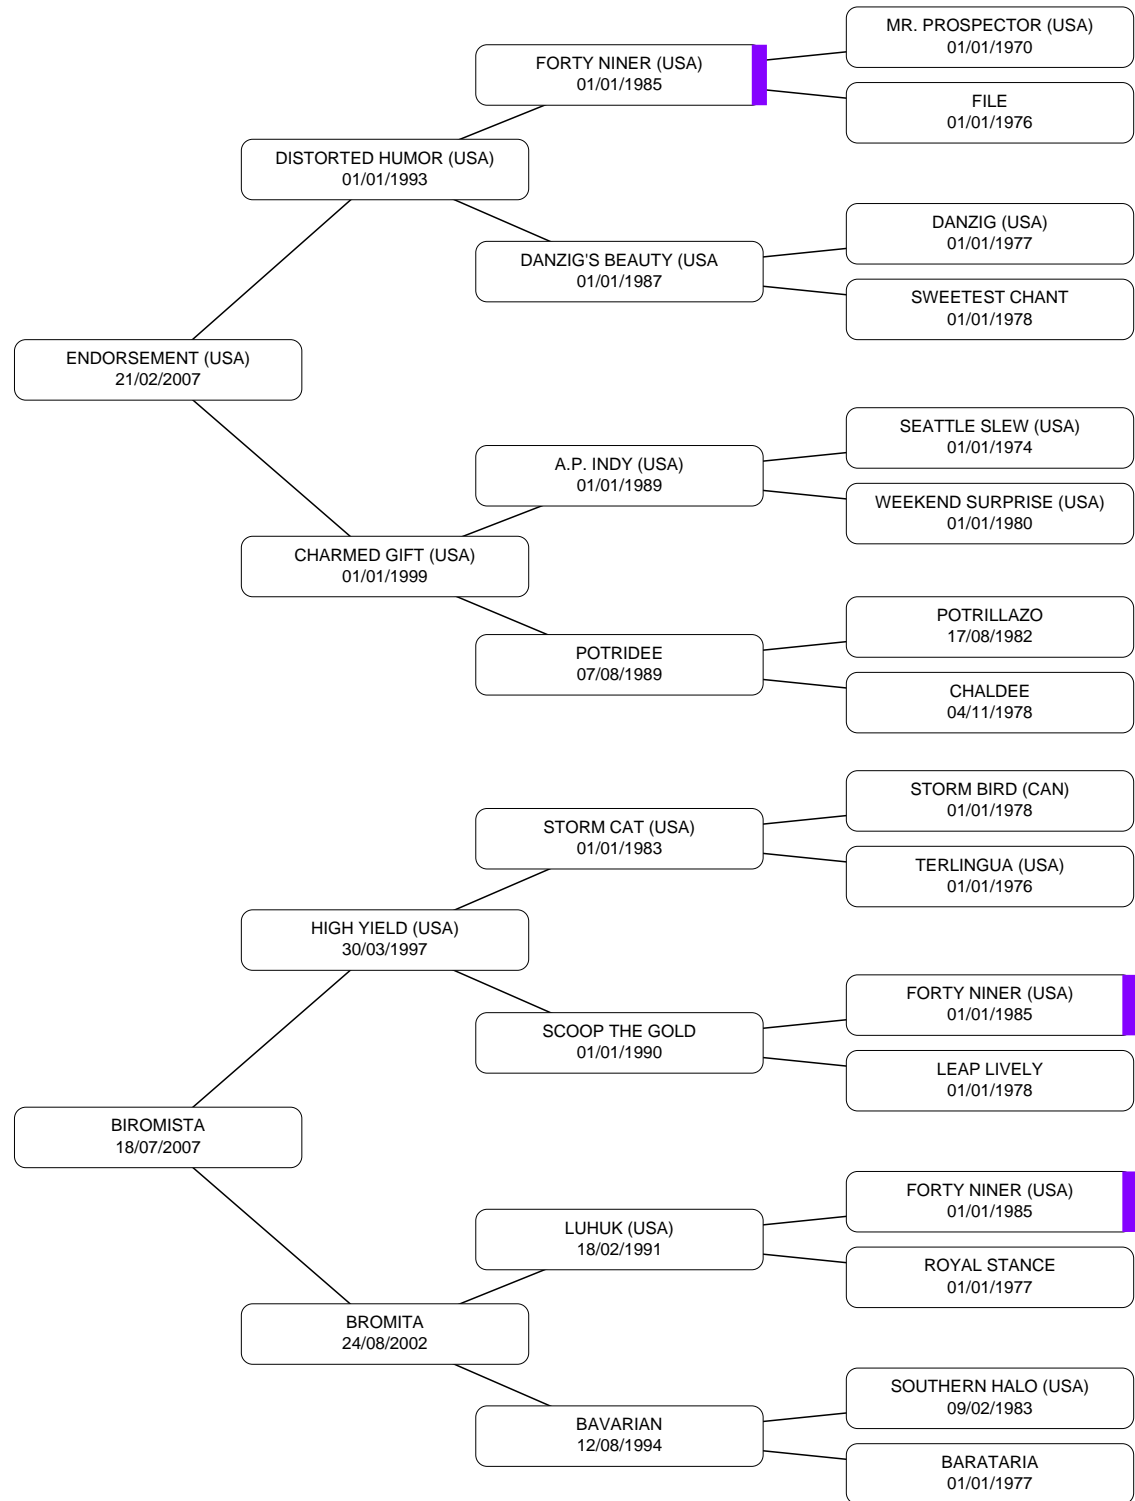 MR. PROSPECTOR (USA)
01/01/1970
FORTY NINER (USA)
01/01/1985
FILE
01/01/1976
DISTORTED HUMOR (USA)
01/01/1993
DANZIG (USA)
01/01/1977
DANZIG'S BEAUTY (USA
01/01/1987
SWEETEST CHANT
01/01/1978
ENDORSEMENT (USA)
21/02/2007
SEATTLE SLEW (USA)
01/01/1974
A.P. INDY (USA)
01/01/1989
WEEKEND SURPRISE (USA)
01/01/1980
CHARMED GIFT (USA)
01/01/1999
POTRILLAZO
17/08/1982
POTRIDEE
07/08/1989
CHALDEE
04/11/1978
STORM BIRD (CAN)
01/01/1978
STORM CAT (USA)
01/01/1983
TERLINGUA (USA)
01/01/1976
HIGH YIELD (USA)
30/03/1997
FORTY NINER (USA)
01/01/1985
SCOOP THE GOLD
01/01/1990
LEAP LIVELY
01/01/1978
BIROMISTA
18/07/2007
FORTY NINER (USA)
01/01/1985
LUHUK (USA)
18/02/1991
ROYAL STANCE
01/01/1977
BROMITA
24/08/2002
SOUTHERN HALO (USA)
09/02/1983
BAVARIAN
12/08/1994
BARATARIA
01/01/1977